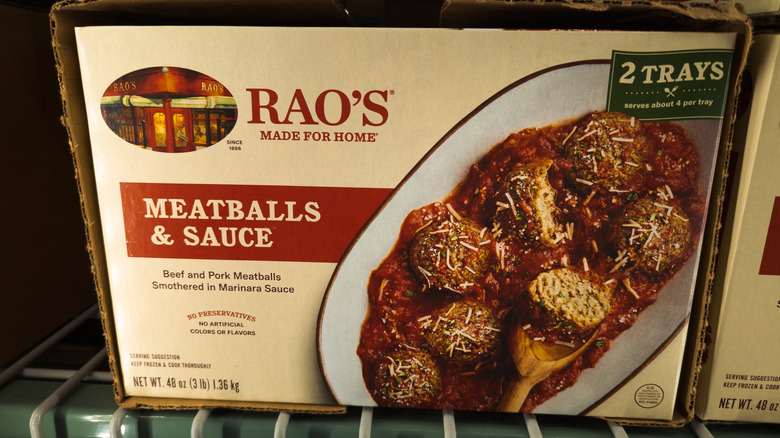 RAO'S RAO'S
SINCE
1896
RAO'S®
MADE FOR HOME®
2 TRAYS
serves about 4 per tray
MEATBALLS
& SAUCE
Beef and Pork Meatballs
Smothered in Marinara Sauce
NO PRESERVATIVES
NO ARTIFICIAL
COLORS OR FLAVORS
SERVING SUGGESTION
KEEP FROZEN & COOK THOROUGHLY
NET WT. 48 oz (3 lb) 1.36 kg
SERVING SUGGESTION
KEEP FROZEN & COOK
NET WT. 48 oz